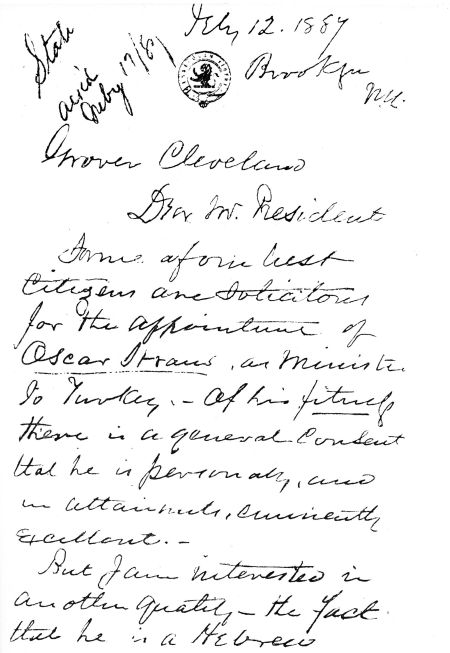 Feby 12. 1887
State
ack'd
July 17/87
Brooklyn
N.Y.
Grover Cleveland
Dear Mr. President
Some of our best
Citizens are solicitous
for the appointment of
Oscar Straus, as Minister
to Turkey. - Of his fitness
there is a general consent
that he is personally, and
in attainments, eminently
excellent. -
But I am interested in
another quality - the fact
that he is a Hebrew